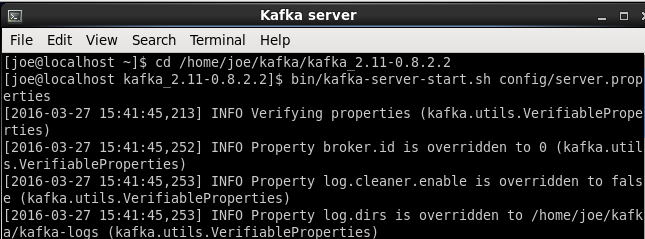 Kafka server
File Edit View Search Terminal Help
[joe@localhost ~]$ cd /home/joe/kafka/kafka_2.11-0.8.2.2
[joe@localhost kafka_2.11-0.8.2.2]$ bin/kafka-server-start.sh config/server.prop
erties
[2016-03-27 15:41:45,213] INFO Verifying properties (kafka.utils.VerifiablePrope
rties)
[2016-03-27 15:41:45,252] INFO Property broker.id is overridden to 0 (kafka.util
s.VerifiableProperties)
[2016-03-27 15:41:45,253] INFO Property log.cleaner.enable is overridden to fals
e (kafka.utils.VerifiableProperties)
[2016-03-27 15:41:45,253] INFO Property log.dirs is overridden to /home/joe/kafk
a/kafka-logs (kafka.utils.VerifiableProperties)